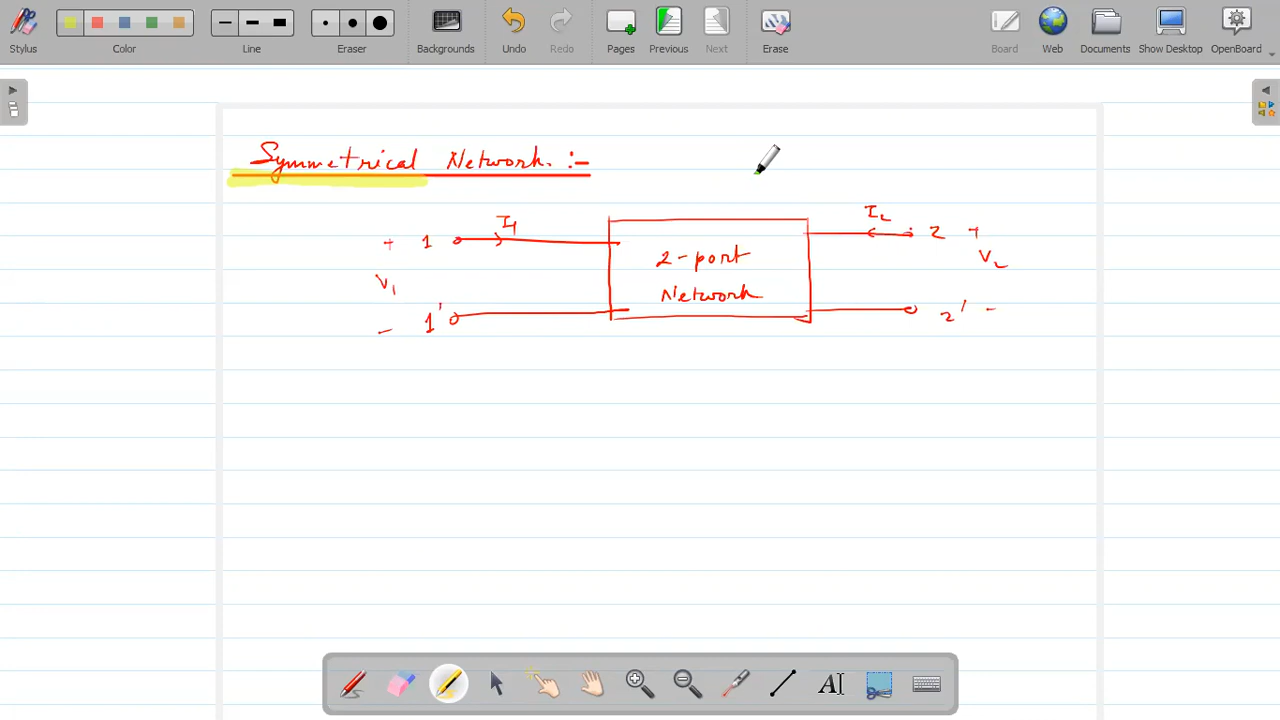 Stylus Color Line Eraser Backgrounds Undo Redo Pages Previous Next Erase Board Web Documents Show Desktop OpenBoard
Symmetrical Network. :-
+ 1 I1 I2 2 +
V1 2-port V2
Network
- 1' 2' -
AI